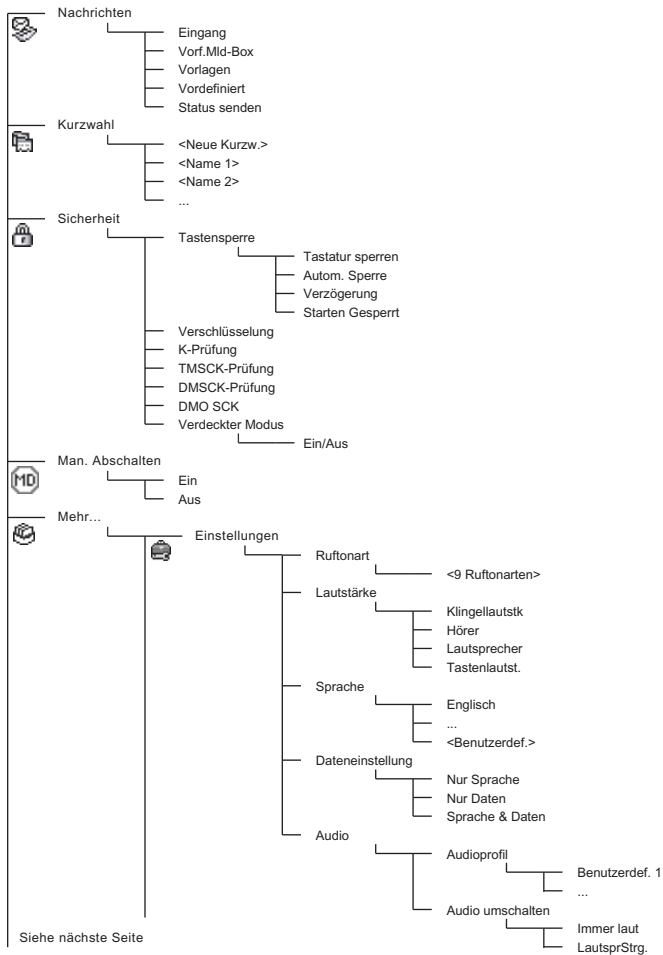 Nachrichten
Eingang
Vorf.Mld-Box
Vorlagen
Vordefiniert
Status senden
Kurzwahl
<Neue Kurzw.>
<Name 1>
<Name 2>
...
Sicherheit
Tastensperre
Tastatur sperren
Autom. Sperre
Verzögerung
Starten Gesperrt
Verschlüsselung
K-Prüfung
TMSCK-Prüfung
DMSCK-Prüfung
DMO SCK
Verdeckter Modus
Ein/Aus
Man. Abschalten
MD
Ein
Aus
Mehr...
Einstellungen
Ruftonart
<9 Ruftonarten>
Lautstärke
Klingellautstk
Hörer
Lautsprecher
Tastenlautst.
Sprache
Englisch
...
<Benutzerdef.>
Dateneinstellung
Nur Sprache
Nur Daten
Sprache & Daten
Audio
Audioprofil
Benutzerdef. 1
...
Audio umschalten
Immer laut
LautsprStrg.
Siehe nächste Seite